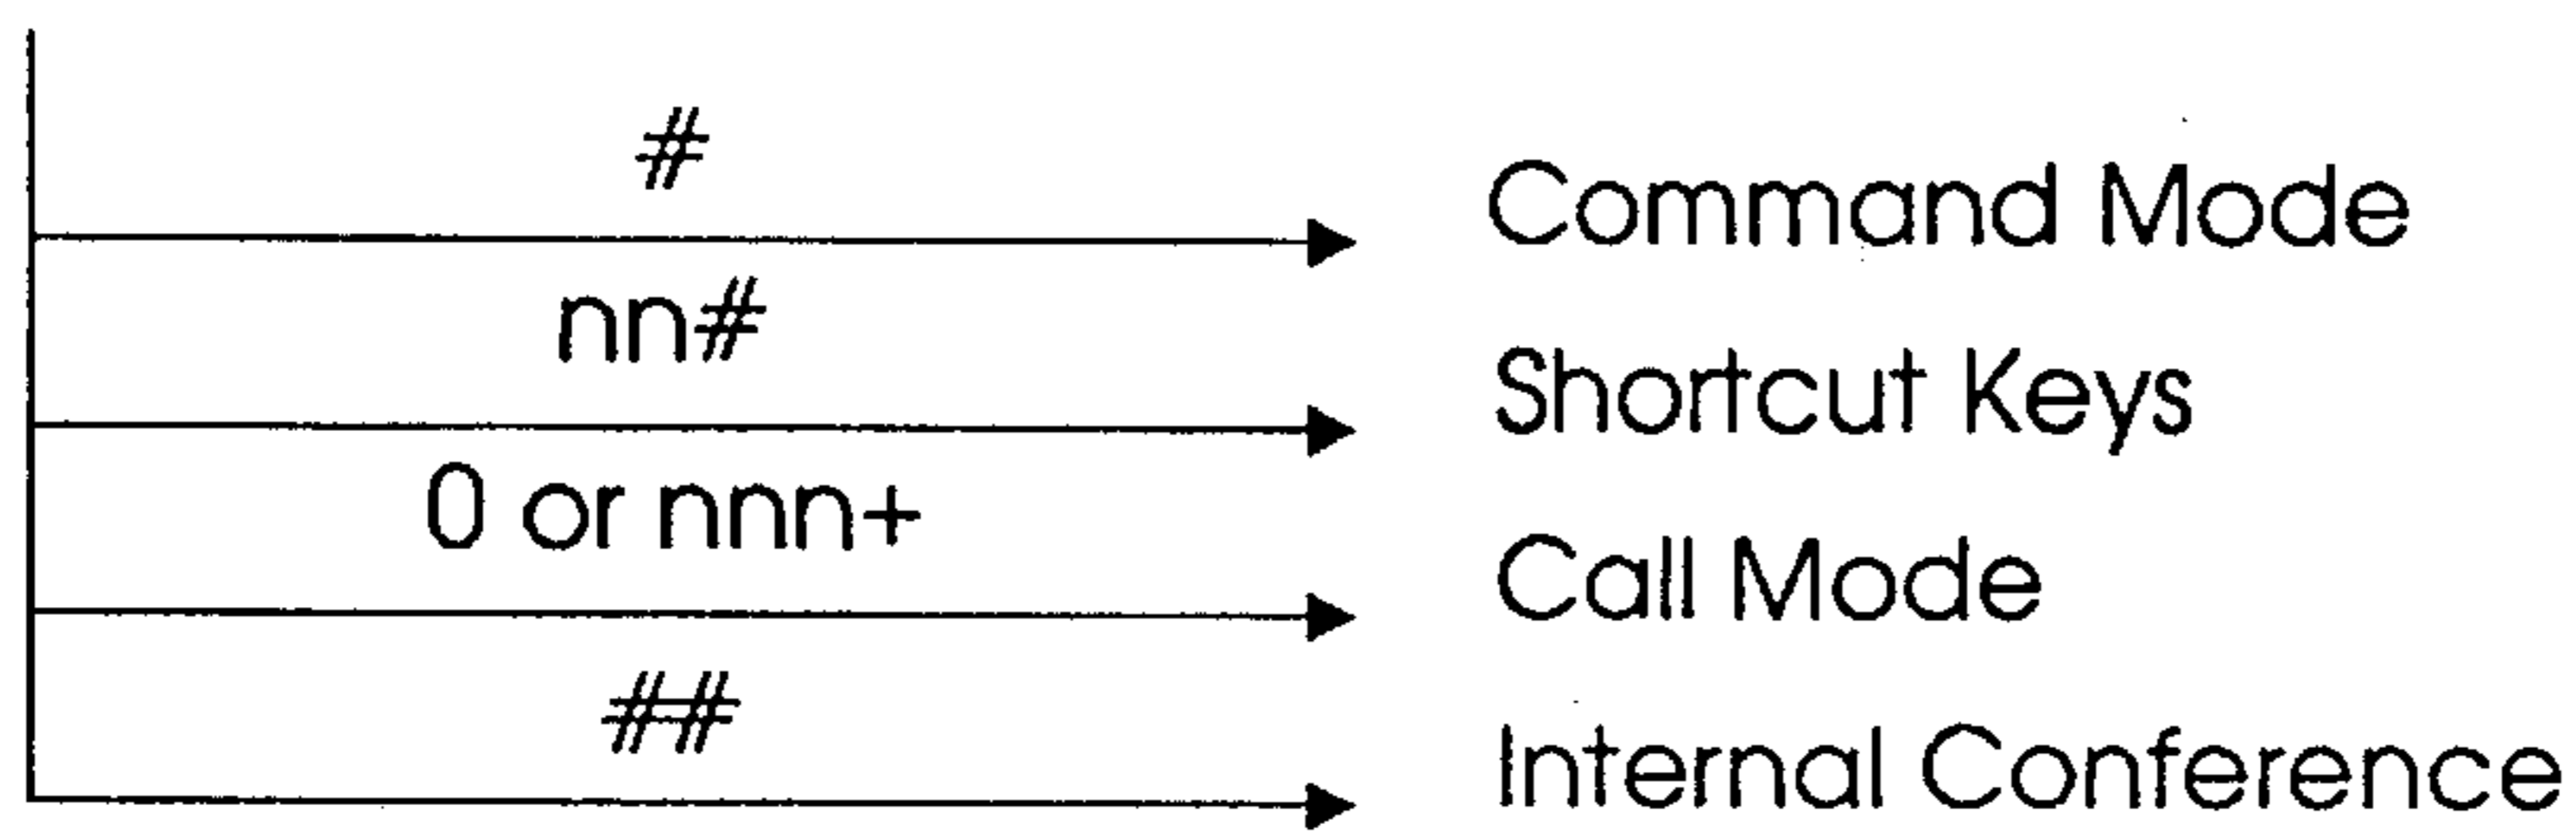 #
Command Mode
nn#
Shortcut Keys
0 or nnn+
Call Mode
##
Internal Conference